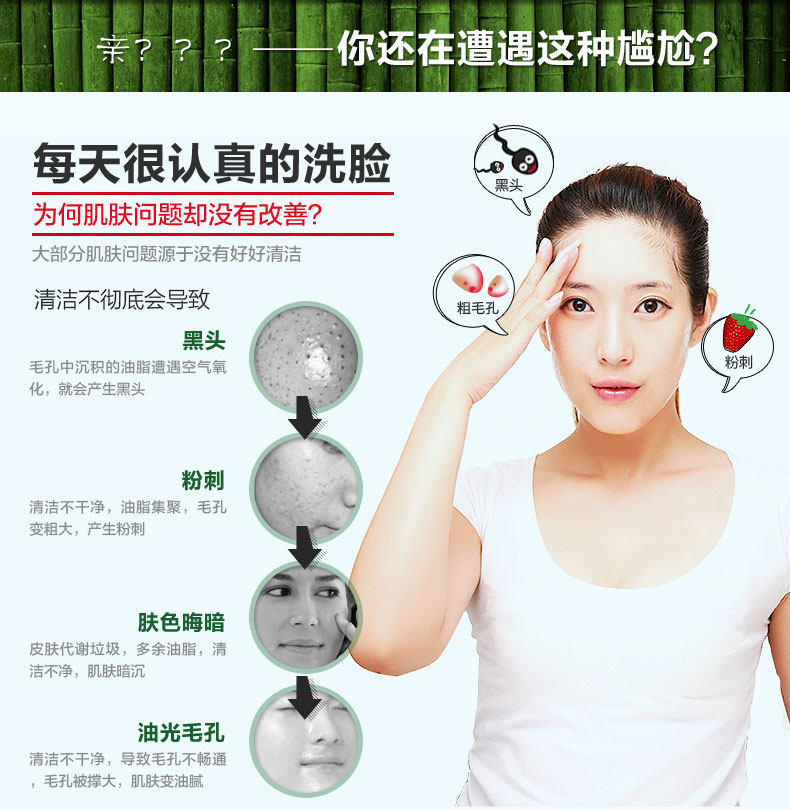 亲？？？——你还在遭遇这种尴尬？
每天很认真的洗脸
为何肌肤问题却没有改善？
大部分肌肤问题源于没有好好清洁
清洁不彻底会导致
黑头
毛孔中沉积的油脂遭遇空气氧
化，就会产生黑头
粉刺
清洁不干净，油脂集聚，毛孔
变粗大，产生粉刺
肤色晦暗
皮肤代谢垃圾，多余油脂，清
洁不净，肌肤暗沉
油光毛孔
清洁不干净，导致毛孔不畅通
，毛孔被撑大，肌肤变油腻
黑头
粗毛孔
粉刺